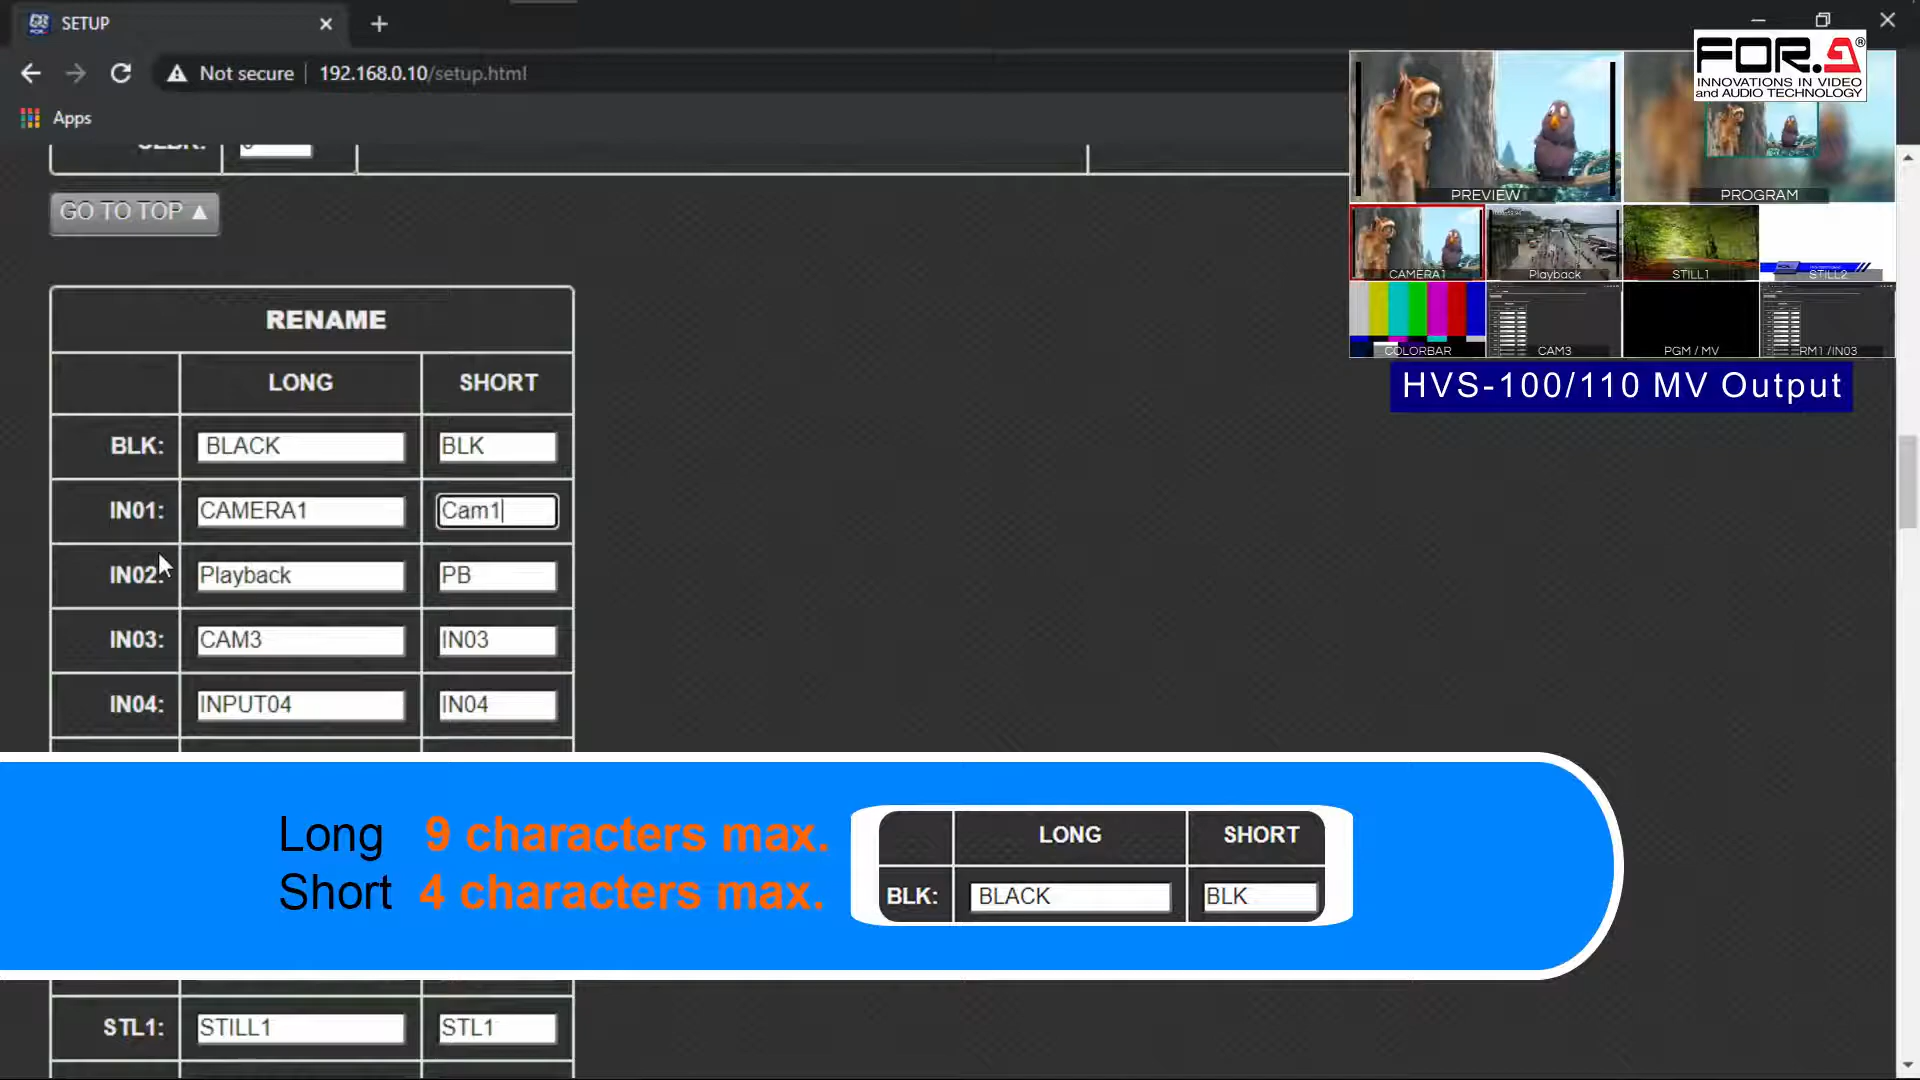 SETUP
Not secure 192.168.0.10/setup.html
Apps
FOR.A®
INNOVATIONS IN VIDEO
and AUDIO TECHNOLOGY
PREVIEW PROGRAM
CAMERA1 Playback STILL1 STILL2
COLORBAR CAM3 PGM / MV RM1 /IN03
HVS-100/110 MV Output
GO TO TOP ▲
RENAME
LONG SHORT
BLK: BLACK BLK
IN01: CAMERA1 Cam1
IN02: Playback PB
IN03: CAM3 IN03
IN04: INPUT04 IN04
Long 9 characters max.
Short 4 characters max.
LONG SHORT
BLK: BLACK BLK
STL1: STILL1 STL1